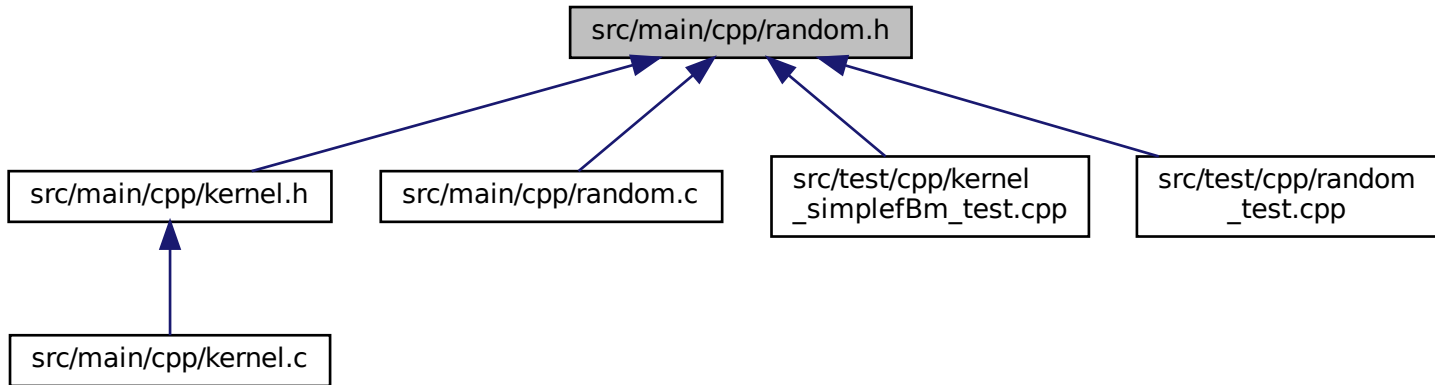 src/main/cpp/random.h
src/main/cpp/kernel.h
src/main/cpp/random.c
src/test/cpp/kernel
_simplefBm_test.cpp
src/test/cpp/random
_test.cpp
src/main/cpp/kernel.c